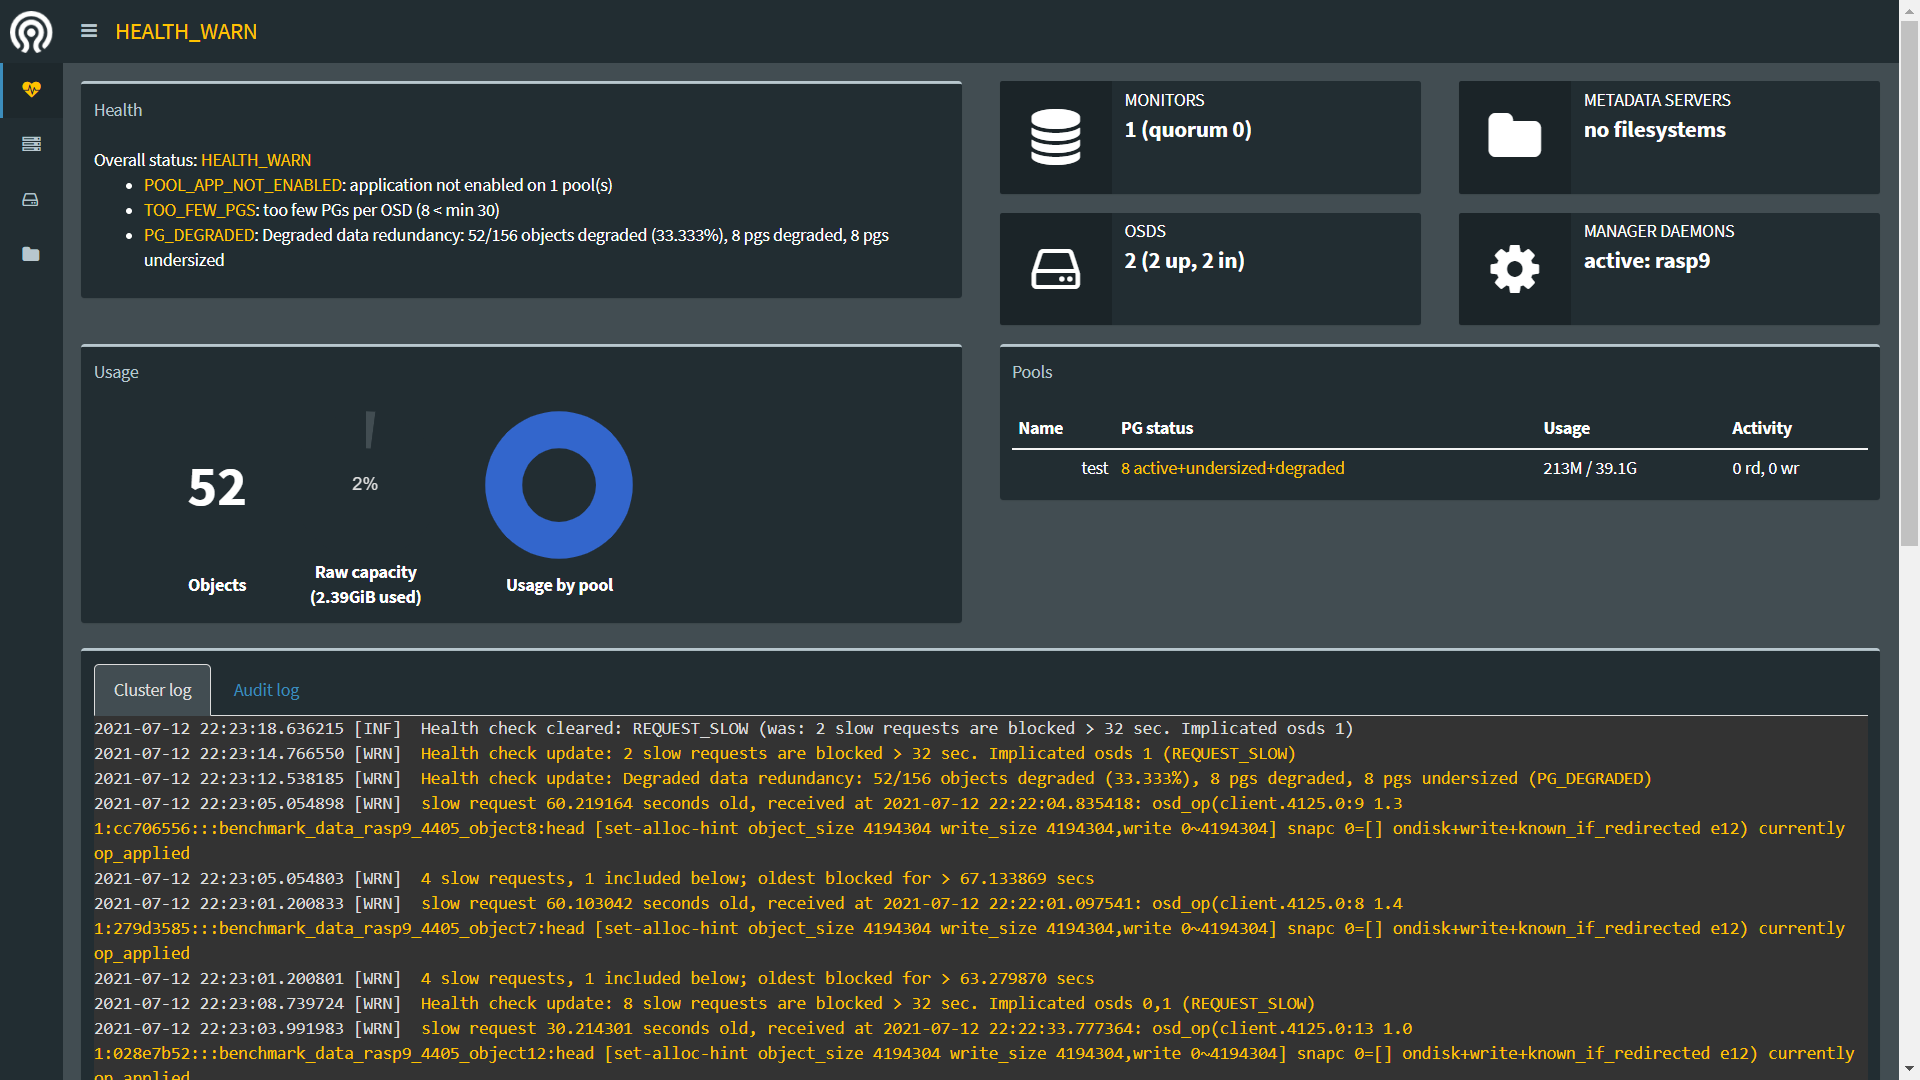 HEALTH_WARN
Health
Overall status: HEALTH_WARN
POOL_APP_NOT_ENABLED: application not enabled on 1 pool(s)
TOO_FEW_PGS: too few PGs per OSD (8 < min 30)
PG_DEGRADED: Degraded data redundancy: 52/156 objects degraded (33.333%), 8 pgs degraded, 8 pgs
undersized
MONITORS
1 (quorum 0)
METADATA SERVERS
no filesystems
OSDS
2 (2 up, 2 in)
MANAGER DAEMONS
active: rasp9
Usage
52
Objects
2%
Raw capacity
(2.39GiB used)
Usage by pool
Pools
Name PG status Usage Activity
test 8 active+undersized+degraded 213M / 39.1G 0 rd, 0 wr
Cluster log Audit log
2021-07-12 22:23:18.636215 [INF] Health check cleared: REQUEST_SLOW (was: 2 slow requests are blocked > 32 sec. Implicated osds 1)
2021-07-12 22:23:14.766550 [WRN] Health check update: 2 slow requests are blocked > 32 sec. Implicated osds 1 (REQUEST_SLOW)
2021-07-12 22:23:12.538185 [WRN] Health check update: Degraded data redundancy: 52/156 objects degraded (33.333%), 8 pgs degraded, 8 pgs undersized (PG_DEGRADED)
2021-07-12 22:23:05.054898 [WRN] slow request 60.219164 seconds old, received at 2021-07-12 22:22:04.835418: osd_op(client.4125.0:9 1.3
1:cc706556:::benchmark_data_rasp9_4405_object8:head [set-alloc-hint object_size 4194304 write_size 4194304,write 0~4194304] snapc 0=[] ondisk+write+known_if_redirected e12) currently
op_applied
2021-07-12 22:23:05.054803 [WRN] 4 slow requests, 1 included below; oldest blocked for > 67.133869 secs
2021-07-12 22:23:01.200833 [WRN] slow request 60.103042 seconds old, received at 2021-07-12 22:22:01.097541: osd_op(client.4125.0:8 1.4
1:279d3585:::benchmark_data_rasp9_4405_object7:head [set-alloc-hint object_size 4194304 write_size 4194304,write 0~4194304] snapc 0=[] ondisk+write+known_if_redirected e12) currently
op_applied
2021-07-12 22:23:01.200801 [WRN] 4 slow requests, 1 included below; oldest blocked for > 63.279870 secs
2021-07-12 22:23:08.739724 [WRN] Health check update: 8 slow requests are blocked > 32 sec. Implicated osds 0,1 (REQUEST_SLOW)
2021-07-12 22:23:03.991983 [WRN] slow request 30.214301 seconds old, received at 2021-07-12 22:22:33.777364: osd_op(client.4125.0:13 1.0
1:028e7b52:::benchmark_data_rasp9_4405_object12:head [set-alloc-hint object_size 4194304 write_size 4194304,write 0~4194304] snapc 0=[] ondisk+write+known_if_redirected e12) currently
op_applied